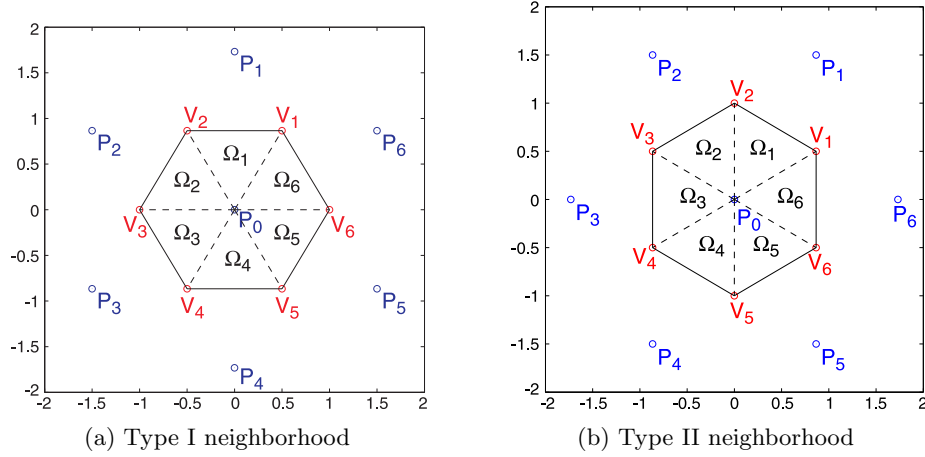 2
1.5
1
0.5
0
-0.5
-1
-1.5
-2
-2 -1.5 -1 -0.5 0 0.5 1 1.5 2
P₁
V₂ V₁
P₂ Ω₁ P₆
Ω₂ Ω₆
V₃ P₀ V₆
Ω₃ Ω₅
Ω₄
P₃ V₄ V₅ P₅
P₄
(a) Type I neighborhood
2
1.5
1
0.5
0
-0.5
-1
-1.5
-2
-2 -1.5 -1 -0.5 0 0.5 1 1.5 2
P₂ P₁
V₂
V₃ Ω₂ Ω₁ V₁
P₃ Ω₃ P₀ Ω₆ P₆
V₄ Ω₄ Ω₅ V₆
V₅
P₄ P₅
(b) Type II neighborhood